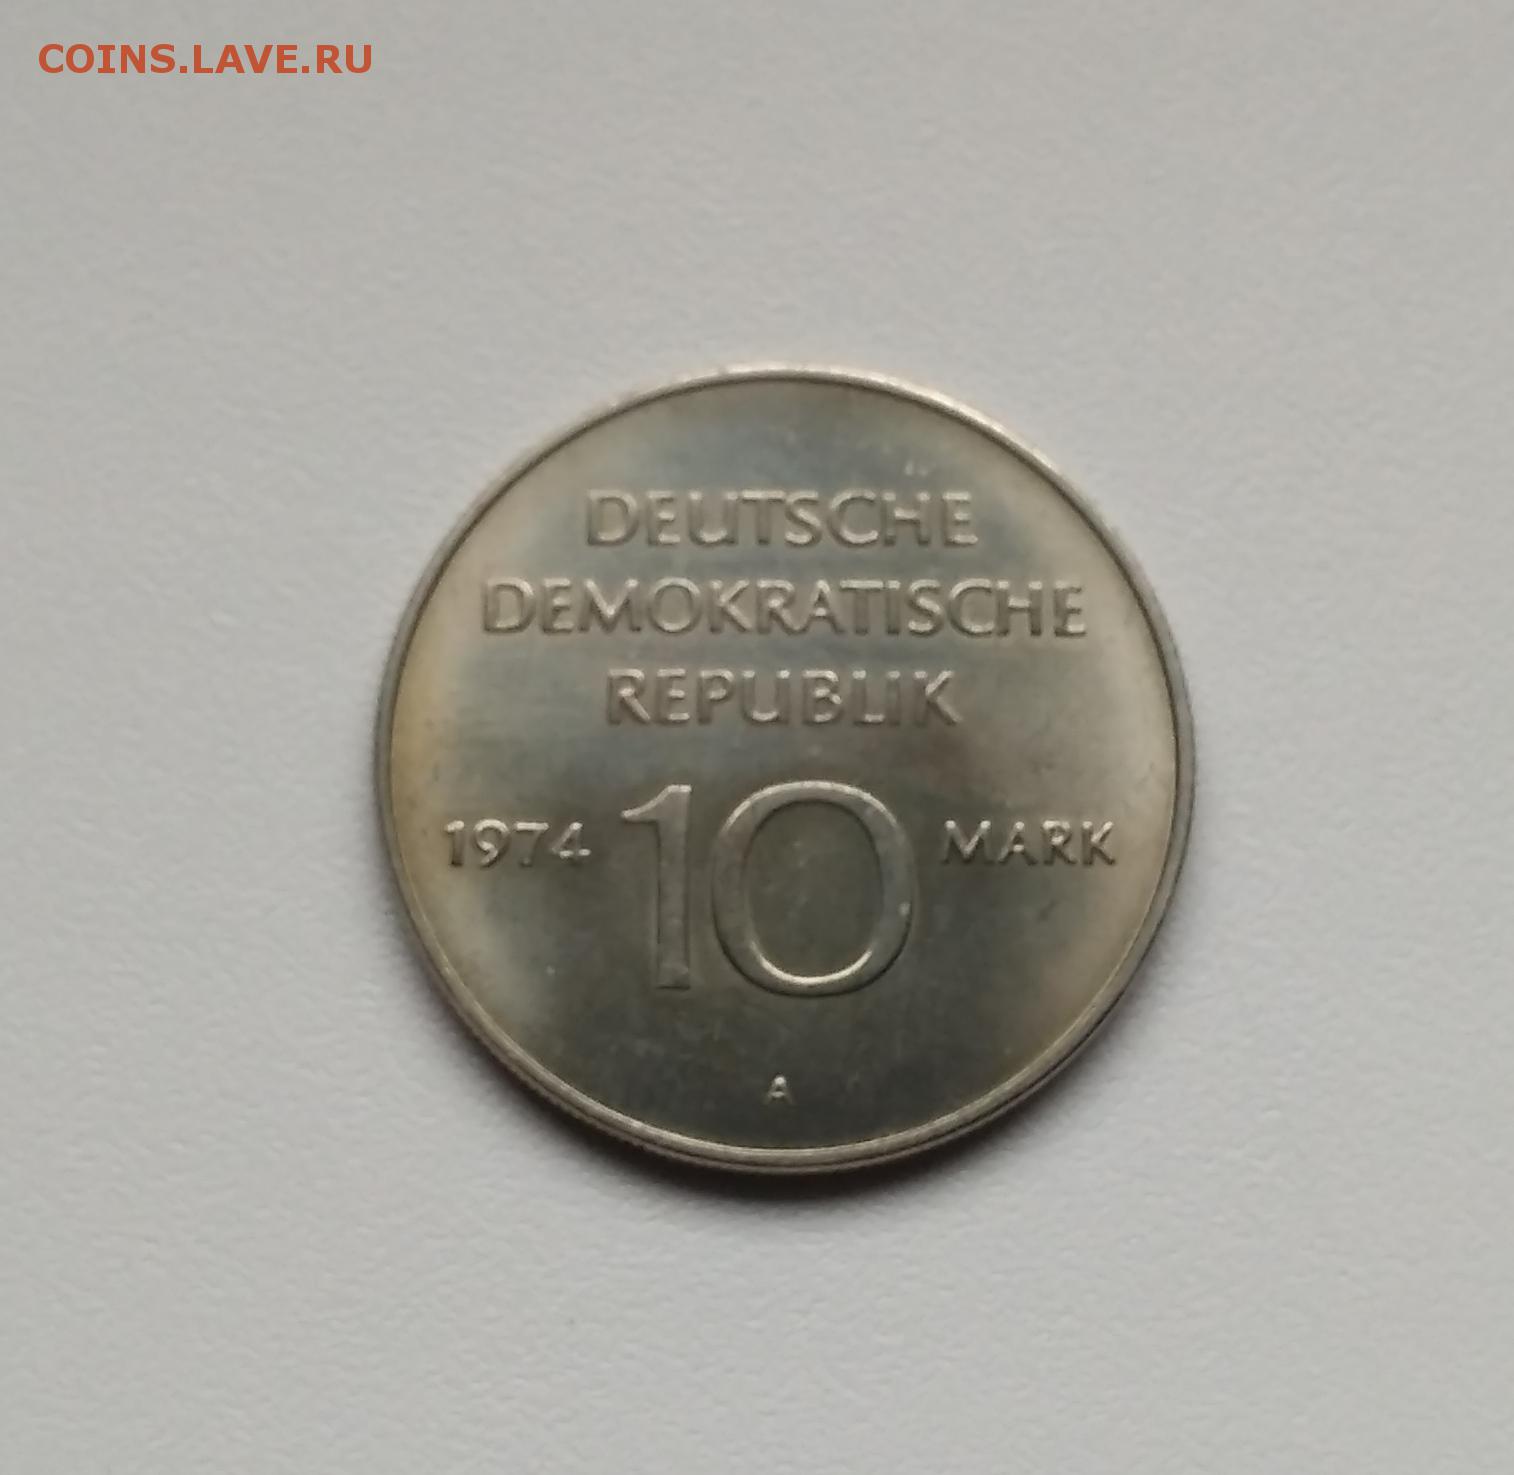 COINS.LAVE.RU
DEUTSCHE
DEMOKRATISCHE
REPUBLIK
1974 10 MARK
A